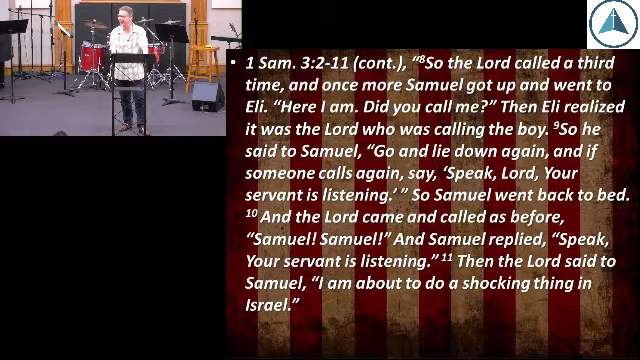 • 1 Sam. 3:2-11 (cont.), “⁸So the Lord called a third
time, and once more Samuel got up and went to
Eli. “Here I am. Did you call me?” Then Eli realized
it was the Lord who was calling the boy. ⁹So he
said to Samuel, “Go and lie down again, and if
someone calls again, say, ‘Speak, Lord, Your
servant is listening.’ ” So Samuel went back to bed.
¹⁰ And the Lord came and called as before,
“Samuel! Samuel!” And Samuel replied, “Speak,
Your servant is listening.” ¹¹ Then the Lord said to
Samuel, “I am about to do a shocking thing in
Israel.”